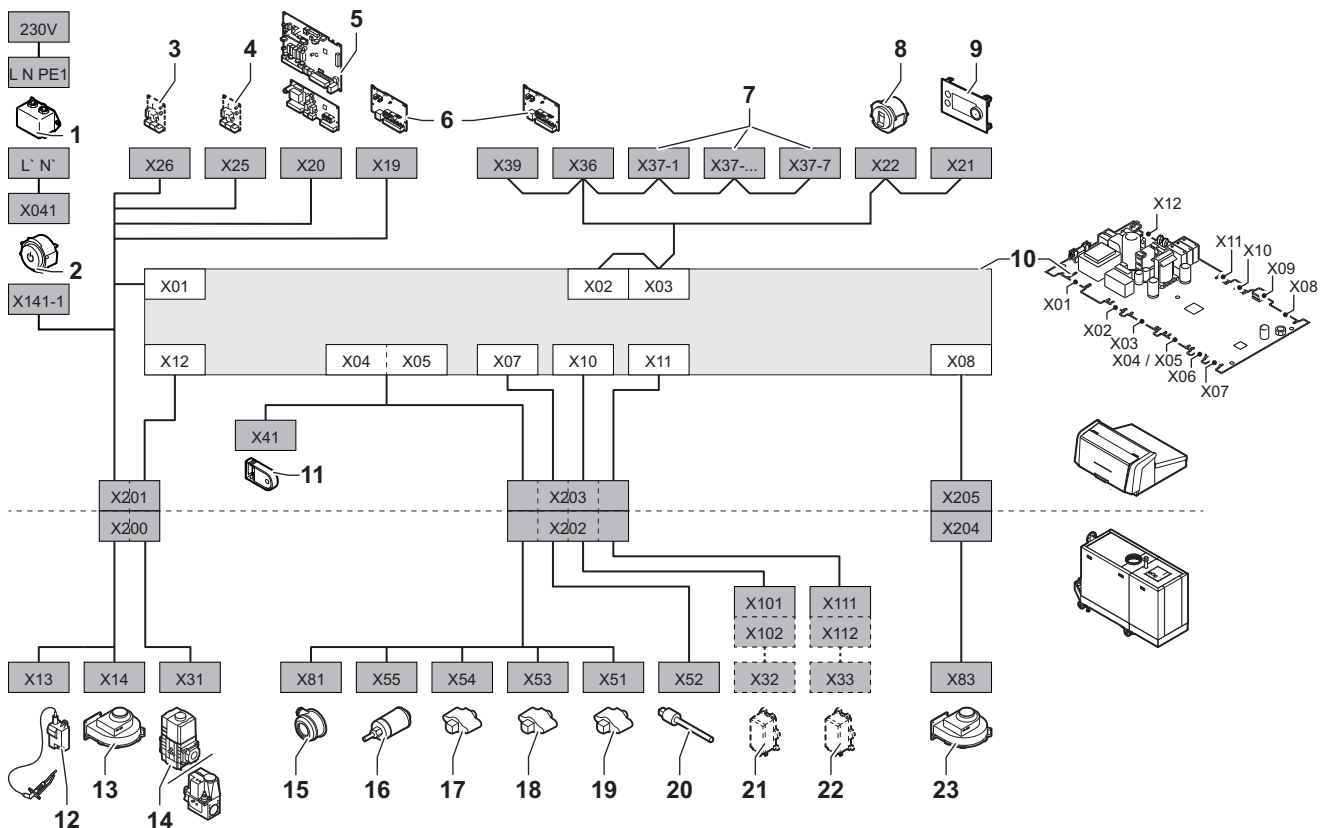 230V
L N PE1
1
L` N`
X041
2
X141-1
3
4
5
6
7
8
9
X26
X25
X20
X19
X39
X36
X37-1
X37-...
X37-7
X22
X21
X01
X02
X03
10
X12
X04
X05
X07
X10
X11
X08
X12
X11
X10
X09
X08
X01
X02
X03
X04 / X05
X06
X07
X41
11
X201
X200
X203
X202
X205
X204
X101
X102
X111
X112
X13
X14
X31
X81
X55
X54
X53
X51
X52
X32
X33
X83
12
13
14
15
16
17
18
19
20
21
22
23